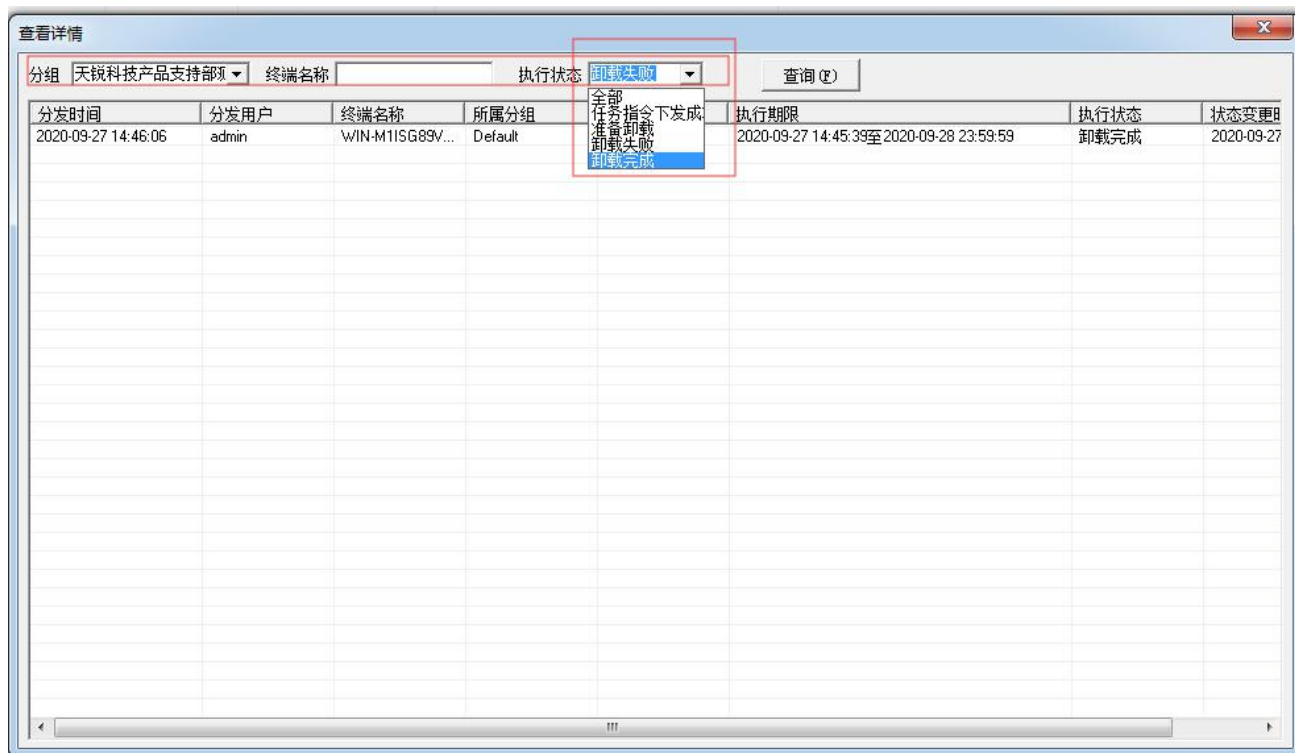 查看详情
分组 天锐科技产品支持部 终端名称 执行状态 卸载失败 查询(F)
全部
任务指令下发成
准备卸载
卸载失败
卸载完成
分发时间 分发用户 终端名称 所属分组 执行期限 执行状态 状态变更
2020-09-27 14:46:06 admin WIN-M1ISG89V... Default 2020-09-27 14:45:39至2020-09-28 23:59:59 卸载完成 2020-09-27